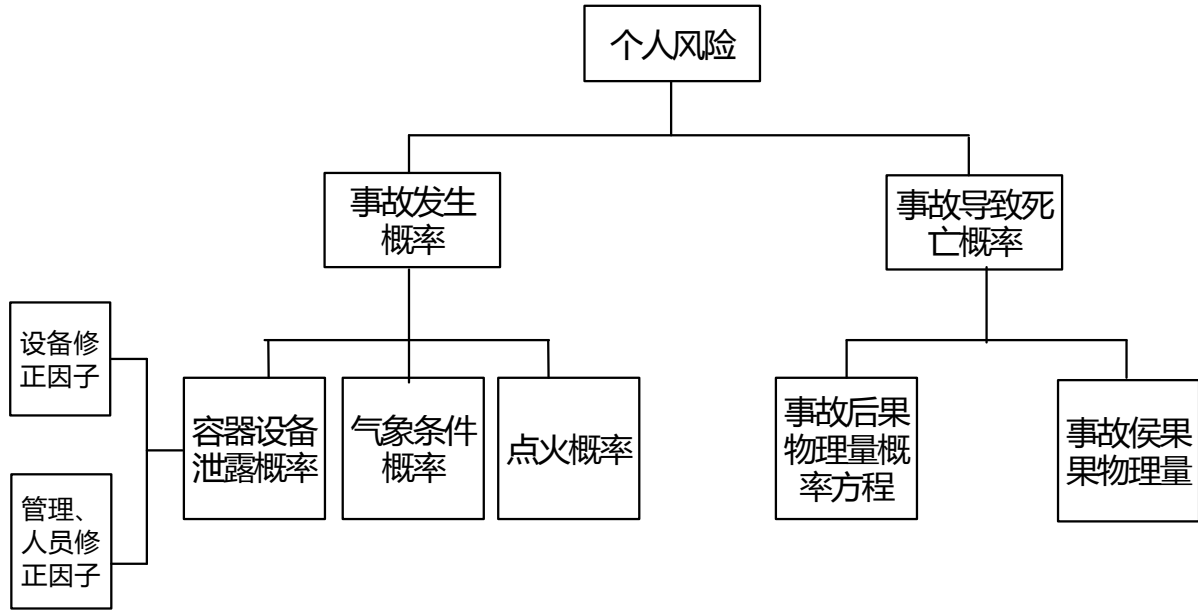 个人风险
事故发生
概率
事故导致死
亡概率
设备修
正因子
容器设备
泄露概率
气象条件
概率
点火概率
事故后果
物理量概
率方程
事故侯果
果物理量
管理、
人员修
正因子